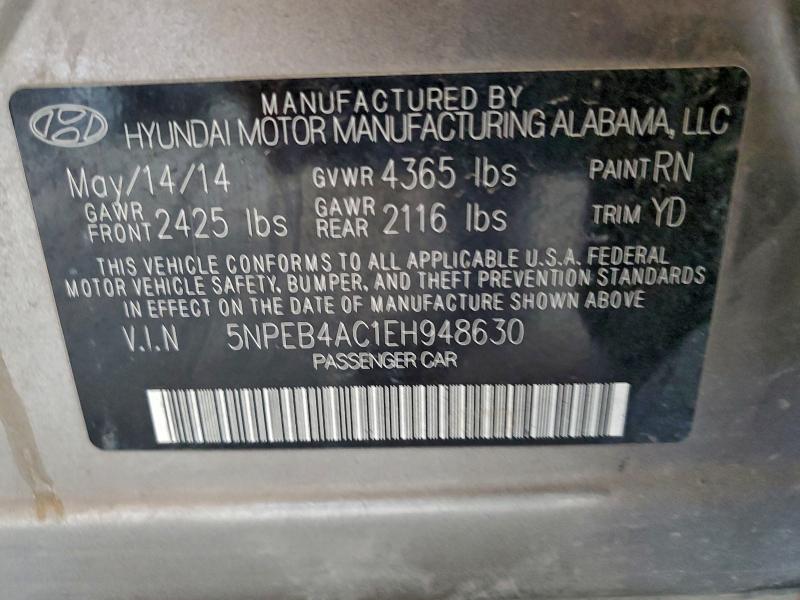 MANUFACTURED BY
HYUNDAI MOTOR MANUFACTURING ALABAMA, LLC
May/14/14 GVWR 4365 lbs PAINT RN
GAWR FRONT 2425 lbs GAWR REAR 2116 lbs TRIM YD
THIS VEHICLE CONFORMS TO ALL APPLICABLE U.S.A. FEDERAL
MOTOR VEHICLE SAFETY, BUMPER, AND THEFT PREVENTION STANDARDS
IN EFFECT ON THE DATE OF MANUFACTURE SHOWN ABOVE
V.I.N 5NPEB4AC1EH948630
PASSENGER CAR